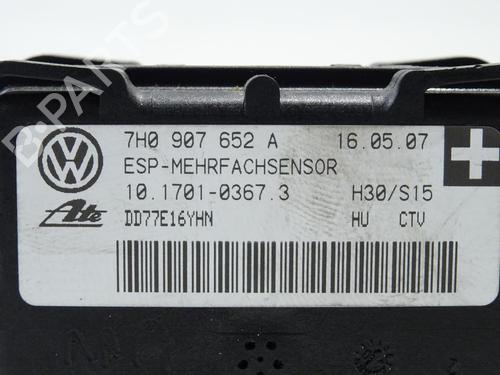 B-PARTS
7H0 907 652 A 16.05.07
ESP-MEHRFACHSENSOR
10.1701-0367.3 H30/S15
Ate DD77E16YHN HU CTV